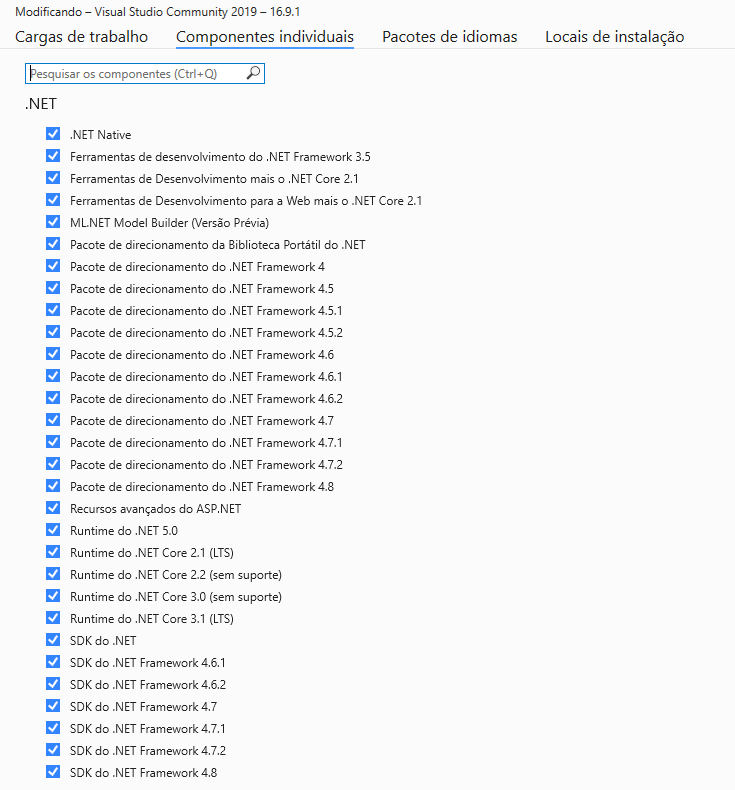 Modificando – Visual Studio Community 2019 – 16.9.1
Cargas de trabalho Componentes individuais Pacotes de idiomas Locais de instalação
Pesquisar os componentes (Ctrl+Q)
.NET
.NET Native
Ferramentas de desenvolvimento do .NET Framework 3.5
Ferramentas de Desenvolvimento mais o .NET Core 2.1
Ferramentas de Desenvolvimento para a Web mais o .NET Core 2.1
ML.NET Model Builder (Versão Prévia)
Pacote de direcionamento da Biblioteca Portátil do .NET
Pacote de direcionamento do .NET Framework 4
Pacote de direcionamento do .NET Framework 4.5
Pacote de direcionamento do .NET Framework 4.5.1
Pacote de direcionamento do .NET Framework 4.5.2
Pacote de direcionamento do .NET Framework 4.6
Pacote de direcionamento do .NET Framework 4.6.1
Pacote de direcionamento do .NET Framework 4.6.2
Pacote de direcionamento do .NET Framework 4.7
Pacote de direcionamento do .NET Framework 4.7.1
Pacote de direcionamento do .NET Framework 4.7.2
Pacote de direcionamento do .NET Framework 4.8
Recursos avançados do ASP.NET
Runtime do .NET 5.0
Runtime do .NET Core 2.1 (LTS)
Runtime do .NET Core 2.2 (sem suporte)
Runtime do .NET Core 3.0 (sem suporte)
Runtime do .NET Core 3.1 (LTS)
SDK do .NET
SDK do .NET Framework 4.6.1
SDK do .NET Framework 4.6.2
SDK do .NET Framework 4.7
SDK do .NET Framework 4.7.1
SDK do .NET Framework 4.7.2
SDK do .NET Framework 4.8